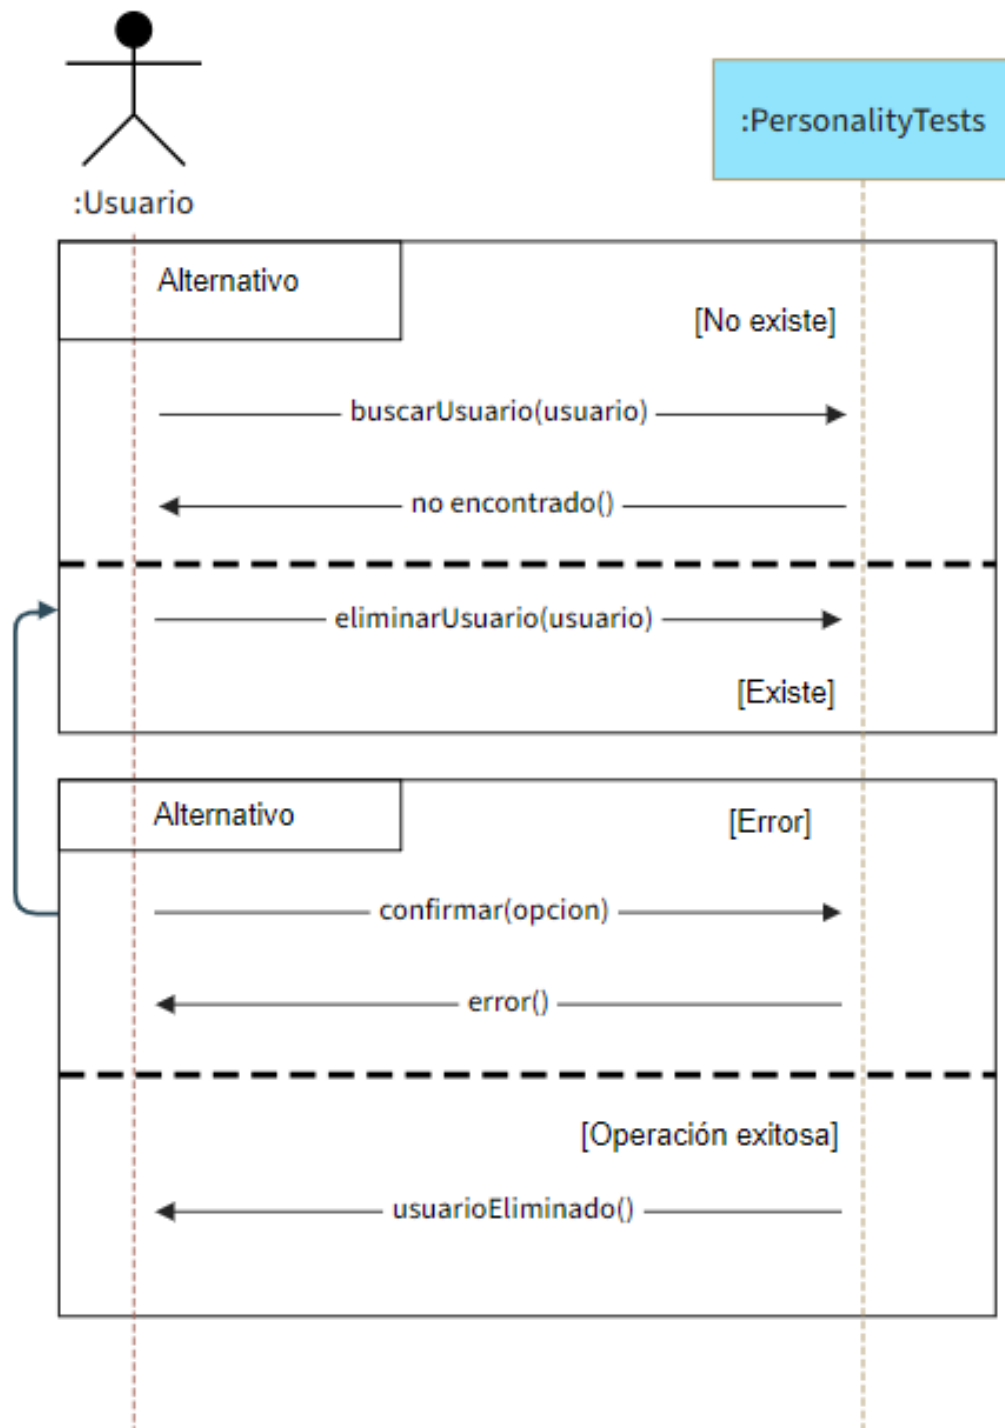 :PersonalityTests
:Usuario
Alternativo
[No existe]
buscarUsuario(usuario)
no encontrado()
eliminarUsuario(usuario)
[Existe]
Alternativo
[Error]
confirmar(opcion)
error()
[Operación exitosa]
usuarioEliminado()